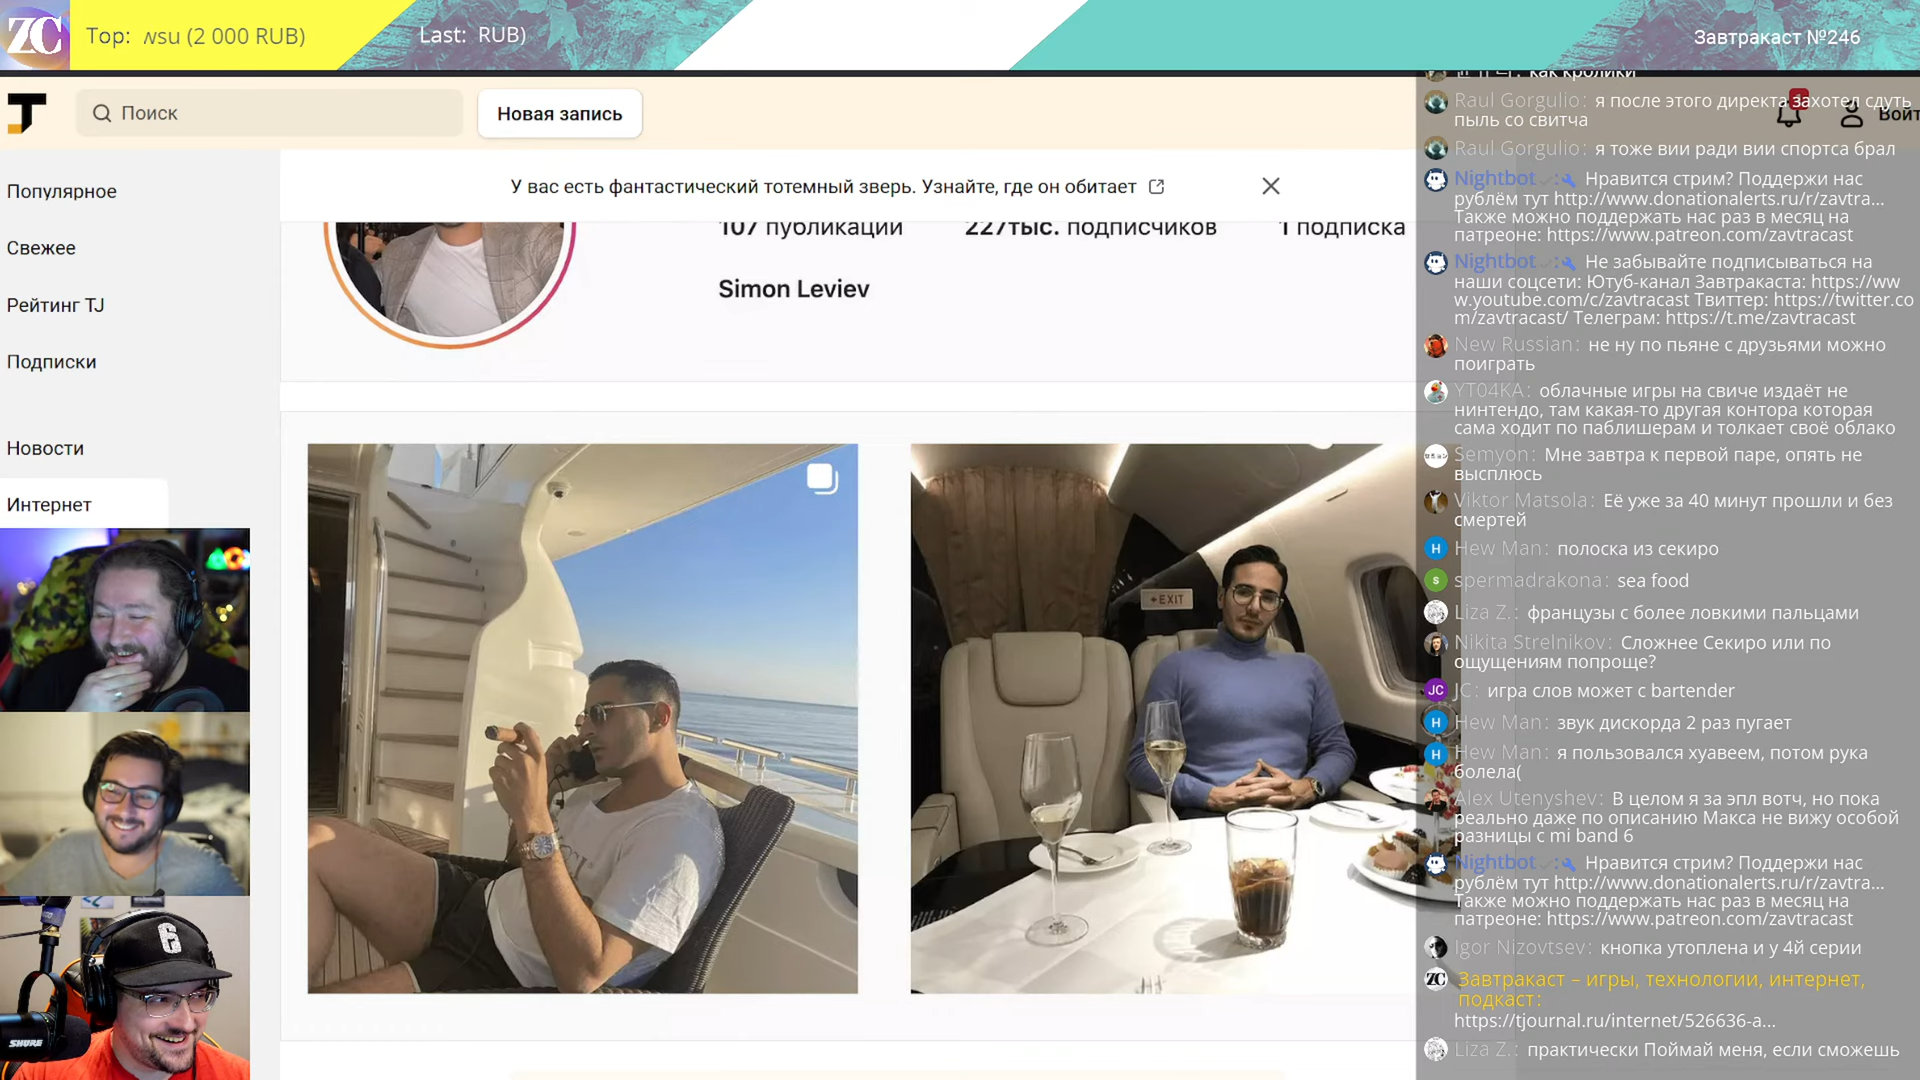 ZC
Top: wsu (2 000 RUB)
Last: RUB)
Завтракаст №246
Поиск
Новая запись
Войт
У вас есть фантастический тотемный зверь. Узнайте, где он обитает
Популярное
Свежее
Рейтинг TJ
Подписки
Новости
Интернет
107 публикации
227тыс. подписчиков
1 подписка
Simon Leviev
EXIT
6
SHURE
как кролики
Raul Gorgulio: я после этого директа захотел сдуть
пыль со свитча
Raul Gorgulio: я тоже вии ради вии спортса брал
Nightbot: Нравится стрим? Поддержи нас
рублём тут http://www.donationalerts.ru/r/zavtra...
Также можно поддержать нас раз в месяц на
патреоне: https://www.patreon.com/zavtracast
Nightbot: Не забывайте подписываться на
наши соцсети: Ютуб-канал Завтракаста: https://ww
w.youtube.com/c/zavtracast Твиттер: https://twitter.co
m/zavtracast/ Телеграм: https://t.me/zavtracast
New Russian: не ну по пьяне с друзьями можно
поиграть
YT04KA: облачные игры на свиче издаёт не
нинтендо, там какая-то другая контора которая
сама ходит по паблишерам и толкает своё облако
Semyon: Мне завтра к первой паре, опять не
высплюсь
Viktor Matsola: Её уже за 40 минут прошли и без
смертей
H Hew Man: полоска из секиро
s spermadrakona: sea food
Liza Z.: французы с более ловкими пальцами
Nikita Strelnikov: Сложнее Секиро или по
ощущениям попроще?
JC JC: игра слов может с bartender
H Hew Man: звук дискорда 2 раз пугает
H Hew Man: я пользовался хуавеем, потом рука
болела(
Alex Utenyshev: В целом я за эпл вотч, но пока
реально даже по описанию Макса не вижу особой
разницы с mi band 6
Nightbot: Нравится стрим? Поддержи нас
рублём тут http://www.donationalerts.ru/r/zavtra...
Также можно поддержать нас раз в месяц на
патреоне: https://www.patreon.com/zavtracast
Igor Nizovtsev: кнопка утоплена и у 4й серии
ZC Завтракаст – игры, технологии, интернет,
подкаст:
https://tjournal.ru/internet/526636-a...
Liza Z.: практически Поймай меня, если сможешь